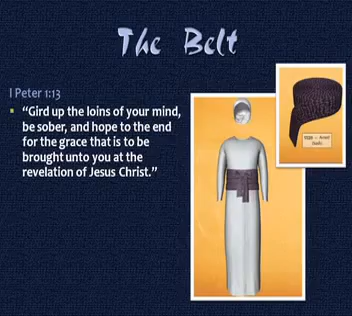 The Belt
I Peter 1:13
“Gird up the loins of your mind,
be sober, and hope to the end
for the grace that is to be
brought unto you at the
revelation of Jesus Christ.”